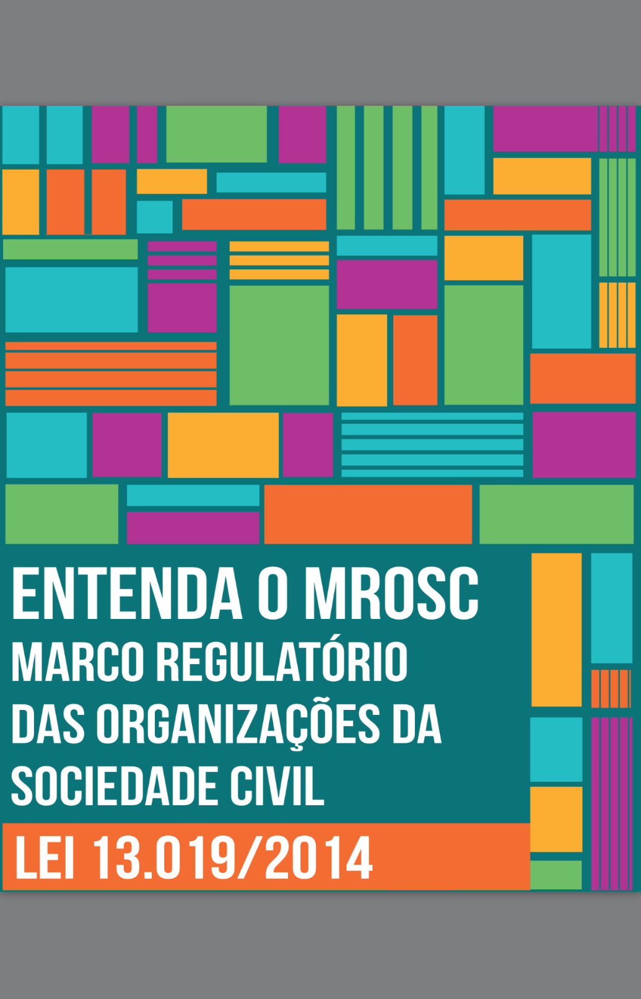 ENTENDA O MROSC
MARCO REGULATÓRIO
DAS ORGANIZAÇÕES DA
SOCIEDADE CIVIL
LEI 13.019/2014